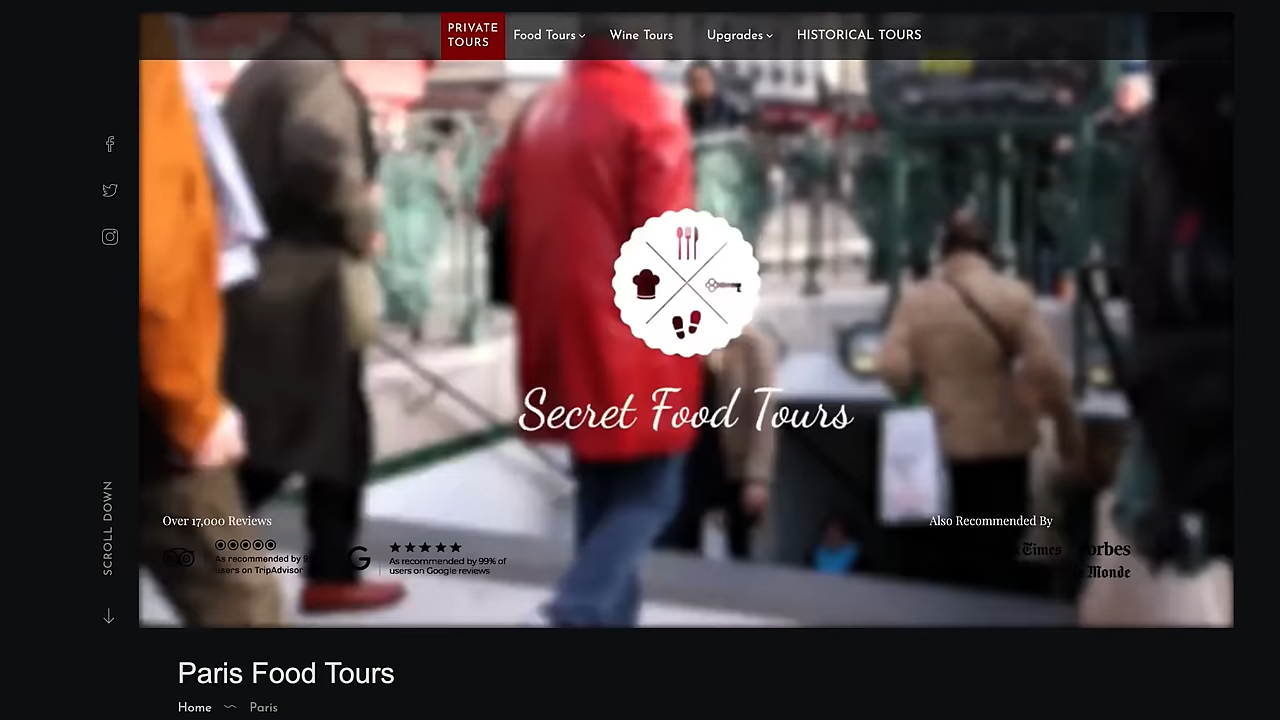 PRIVATE
TOURS
Food Tours
Wine Tours
Upgrades
HISTORICAL TOURS
Secret Food Tours
SCROLL DOWN
Over 17,000 Reviews
As recommended by
users on TripAdvisor
G
As recommended by 99% of
users on Google reviews
Also Recommended By
Times
Forbes
Monde
Paris Food Tours
Home
Paris